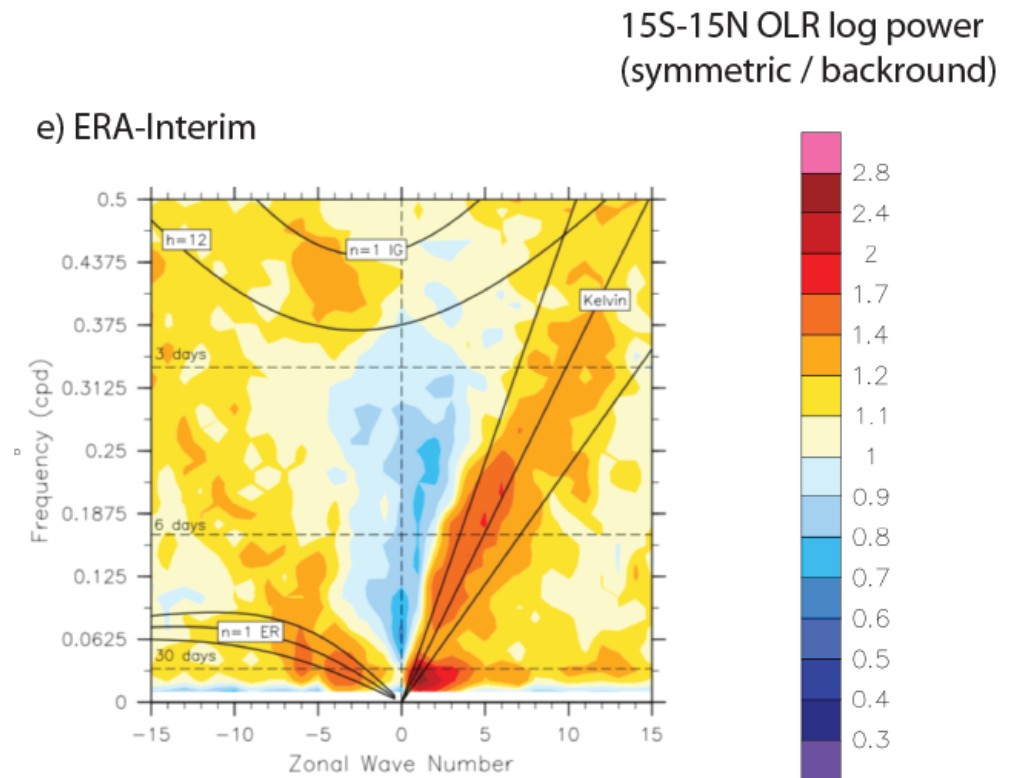 15S-15N OLR log power
(symmetric / backround)
e) ERA-Interim
0.5
0.4375
0.375
0.3125
0.25
0.1875
0.125
0.0625
0
Frequency (cpd)
h=12
n=1 IG
Kelvin
3 days
6 days
n=1 ER
30 days
-15
-10
-5
0
5
10
15
Zonal Wave Number
2.8
2.4
2
1.7
1.4
1.2
1.1
1
0.9
0.8
0.7
0.6
0.5
0.4
0.3